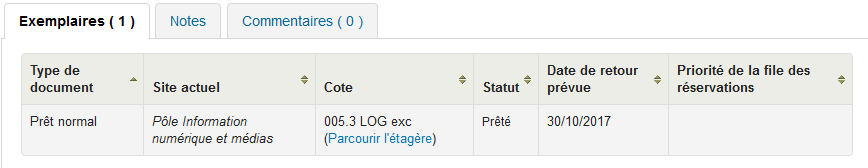 Exemplaires ( 1 ) Notes Commentaires ( 0 )
Type de document Site actuel Cote Statut Date de retour prévue Priorité de la file des réservations
Prêt normal Pôle Information numérique et médias 005.3 LOG exc (Parcourir l'étagère) Prêté 30/10/2017